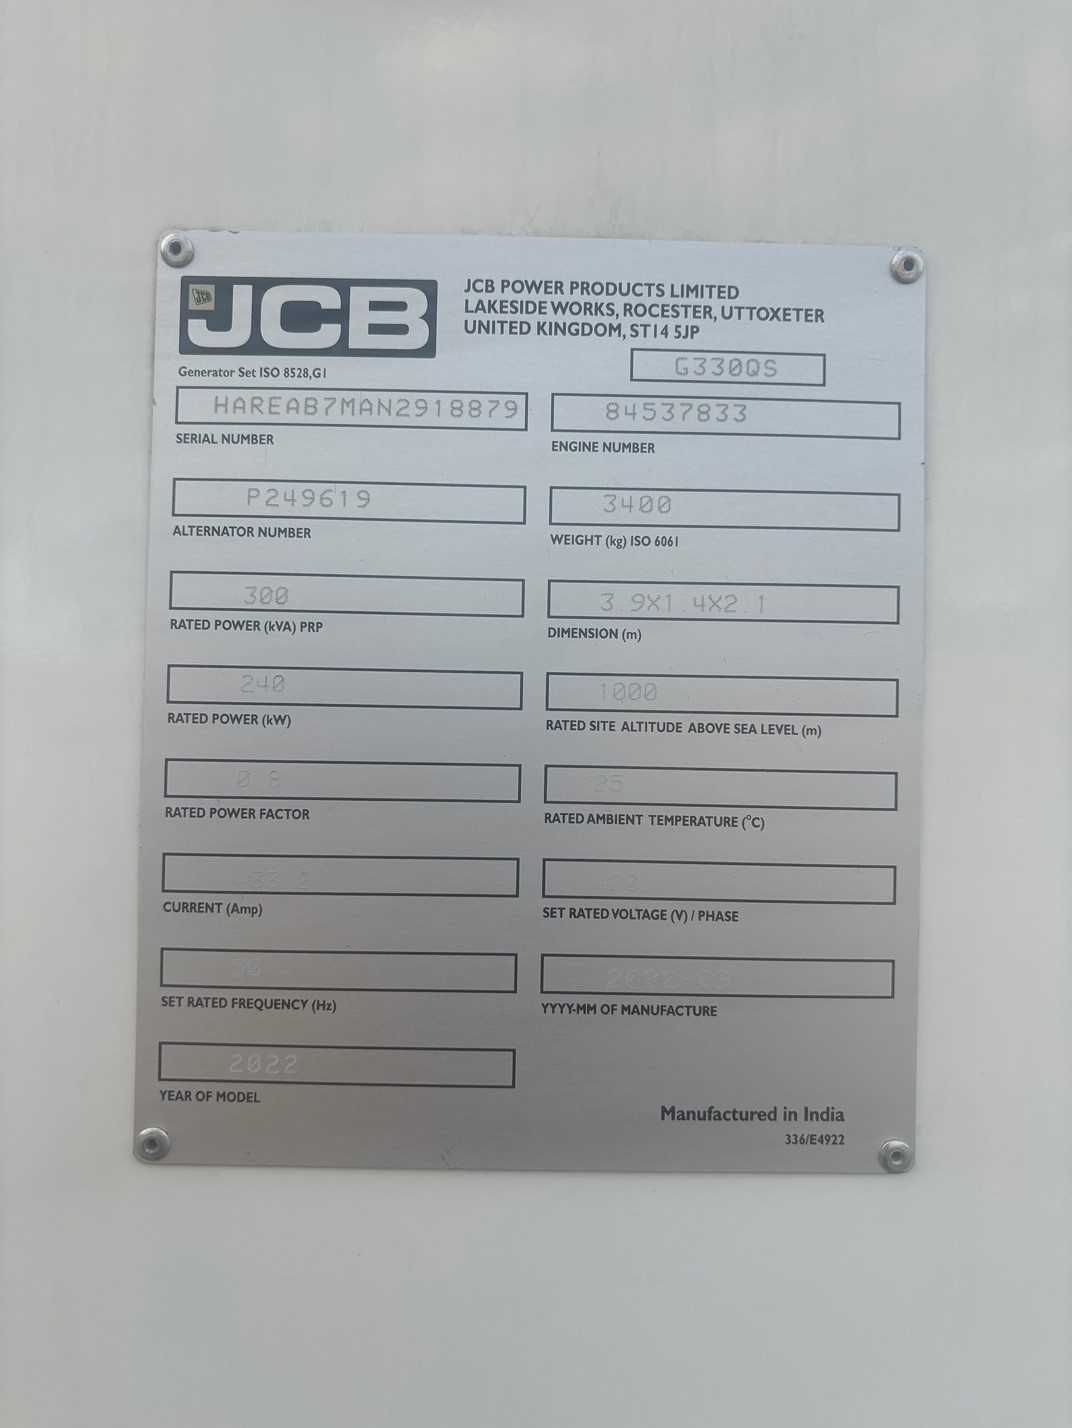 JCB
JCB POWER PRODUCTS LIMITED
LAKESIDE WORKS, ROCESTER, UTTOXETER
UNITED KINGDOM, ST14 5JP
G330QS
Generator Set ISO 8528,G1
HAREAB7MAN2918879
SERIAL NUMBER
84537833
ENGINE NUMBER
P249619
ALTERNATOR NUMBER
3400
WEIGHT (kg) ISO 6061
300
RATED POWER (kVA) PRP
3.9X1.4X2.1
DIMENSION (m)
240
RATED POWER (kW)
1000
RATED SITE ALTITUDE ABOVE SEA LEVEL (m)
0.8
RATED POWER FACTOR
25
RATED AMBIENT TEMPERATURE (°C)
CURRENT (Amp)
SET RATED VOLTAGE (V) / PHASE
50
SET RATED FREQUENCY (Hz)
YYYY-MM OF MANUFACTURE
2022
YEAR OF MODEL
Manufactured in India
336/E4922